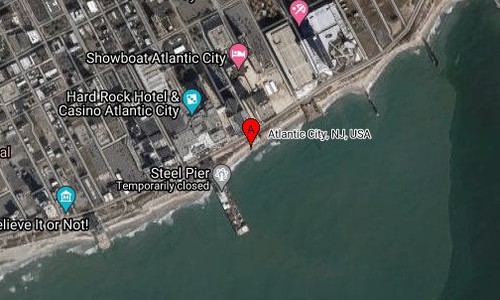 Showboat Atlantic City
Hard Rock Hotel &
Casino Atlantic City
A
Atlantic City, NJ, USA
al
Steel Pier
Temporarily closed
elieve It or Not!